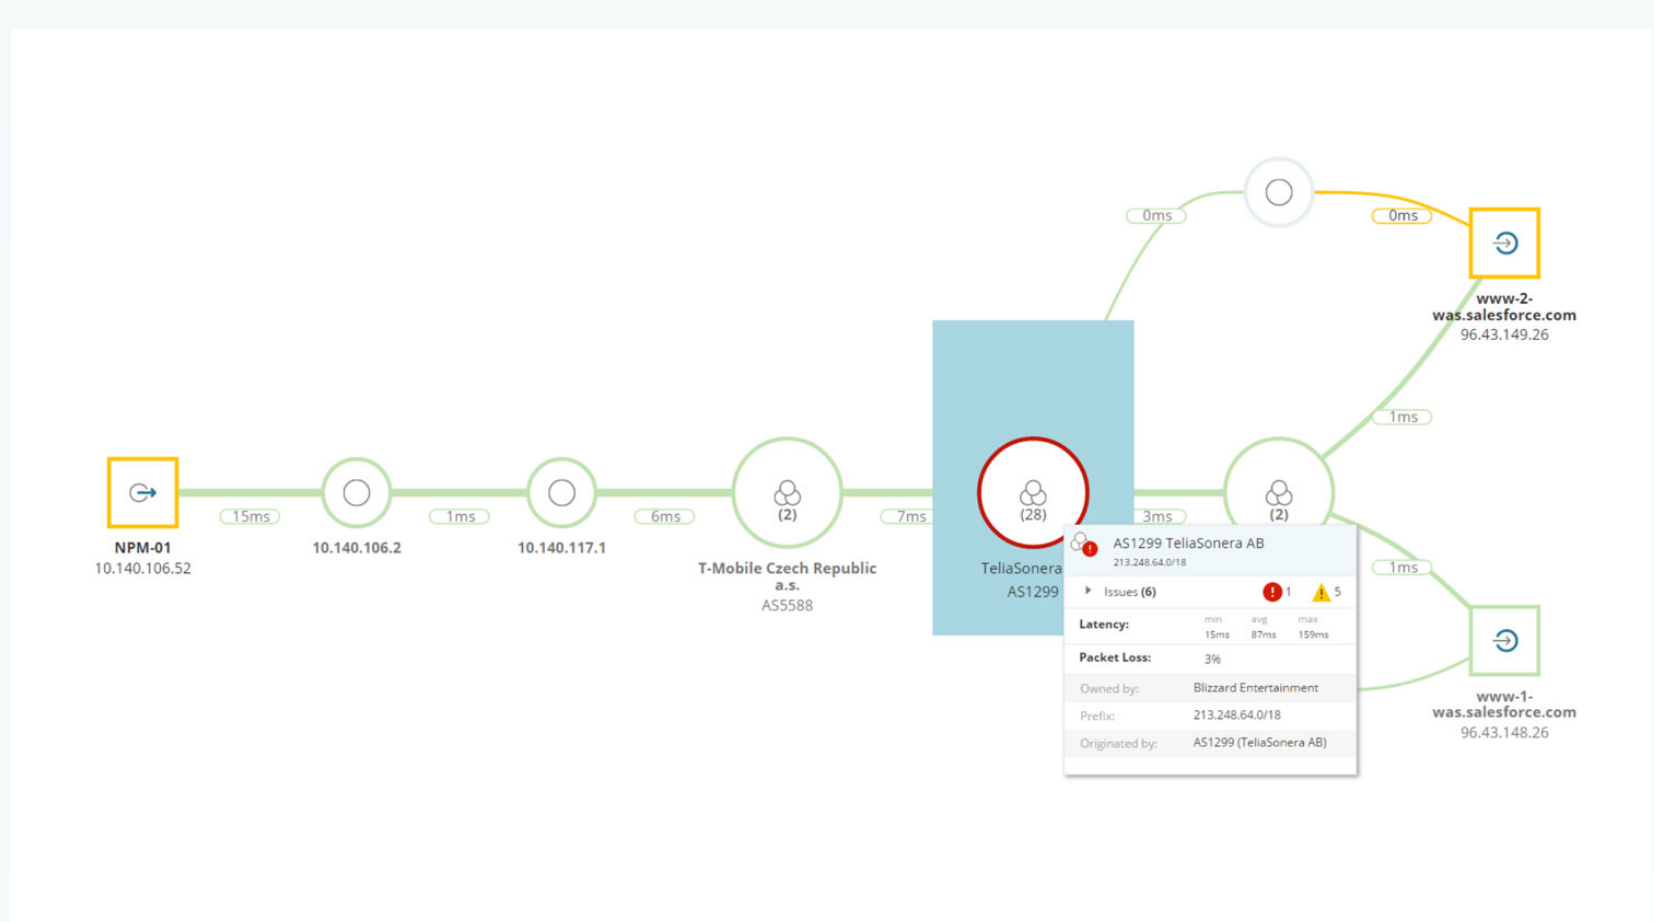 0ms
0ms
www-2-
was.salesforce.com
96.43.149.26
1ms
15ms
1ms
6ms
(2)
7ms
(28)
3ms
(2)
NPM-01
10.140.106.52
10.140.106.2
10.140.117.1
T-Mobile Czech Republic
a.s.
AS5588
TeliaSonera
AS1299
AS1299 TeliaSonera AB
213.248.64.0/18
Issues (6)
! 1
! 5
Latency:
min avg max
15ms 87ms 159ms
Packet Loss: 3%
Owned by: Blizzard Entertainment
Prefix: 213.248.64.0/18
Originated by: AS1299 (TeliaSonera AB)
1ms
www-1-
was.salesforce.com
96.43.148.26